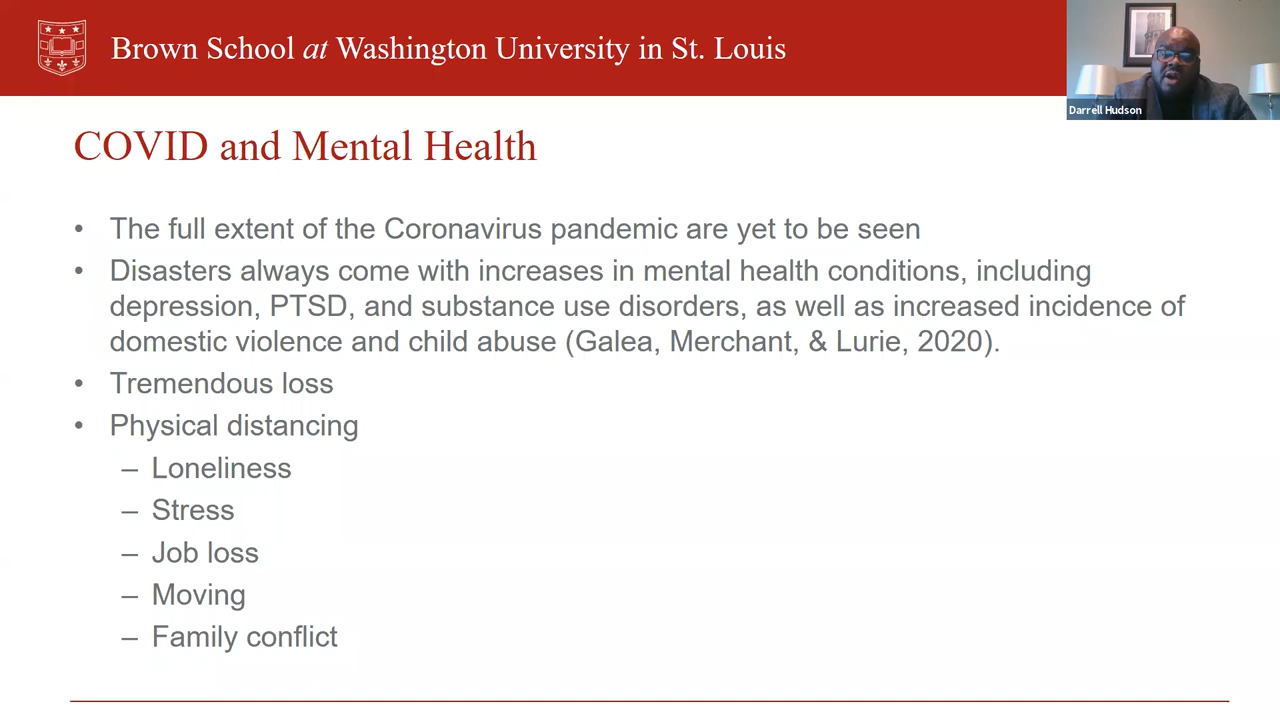 Brown School at Washington University in St. Louis
Darrell Hudson
COVID and Mental Health
• The full extent of the Coronavirus pandemic are yet to be seen
• Disasters always come with increases in mental health conditions, including
depression, PTSD, and substance use disorders, as well as increased incidence of
domestic violence and child abuse (Galea, Merchant, & Lurie, 2020).
• Tremendous loss
• Physical distancing
– Loneliness
– Stress
– Job loss
– Moving
– Family conflict